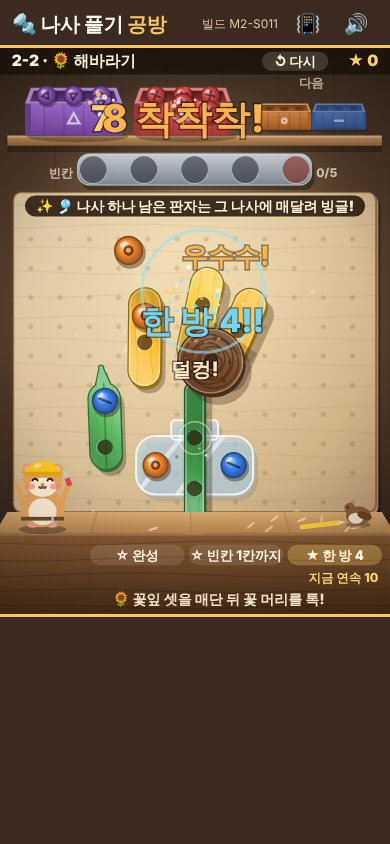 나사 풀기 공방
빌드 M2-S011
2-2 · 해바라기
다시
★ 0
다음
78 착착착!
빈칸
0/5
나사 하나 남은 판자는 그 나사에 매달려 빙글!
우수수!
한 방 4!!
덜컹!
☆ 완성
☆ 빈칸 1칸까지
★ 한 방 4
지금 연속 10
꽃잎 셋을 매단 뒤 꽃 머리를 톡!